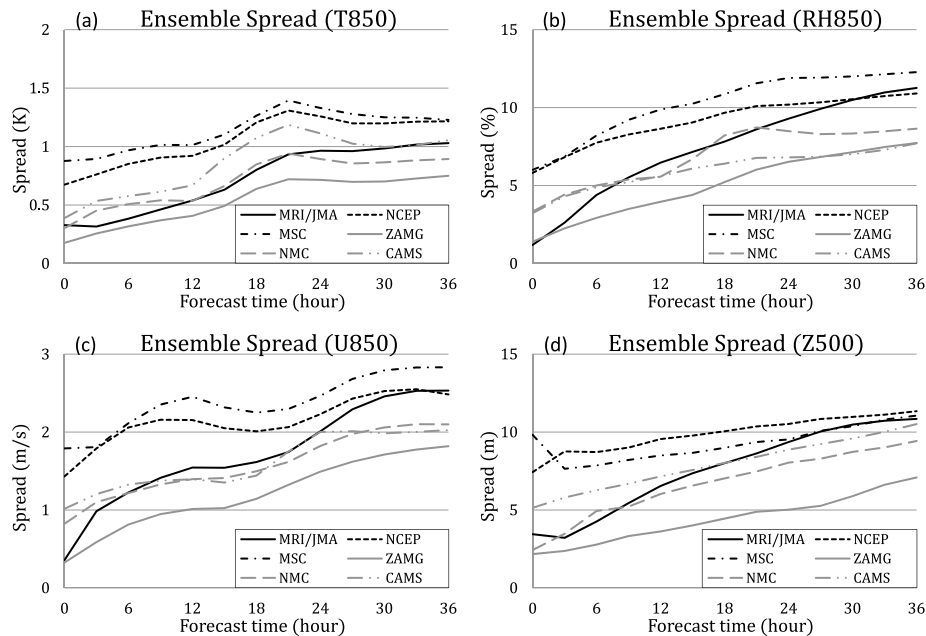 (a) Ensemble Spread (T850)
2
1.5
1
0.5
0
Spread (K)
MRI/JMA NCEP
MSC ZAMG
NMC CAMS
0 6 12 18 24 30 36
Forecast time (hour)
(b) Ensemble Spread (RH850)
15
10
5
0
Spread (%)
MRI/JMA NCEP
MSC ZAMG
NMC CAMS
0 6 12 18 24 30 36
Forecast time (hour)
(c) Ensemble Spread (U850)
3
2
1
0
Spread (m/s)
MRI/JMA NCEP
MSC ZAMG
NMC CAMS
0 6 12 18 24 30 36
Forecast time (hour)
(d) Ensemble Spread (Z500)
15
10
5
0
Spread (m)
MRI/JMA NCEP
MSC ZAMG
NMC CAMS
0 6 12 18 24 30 36
Forecast time (hour)